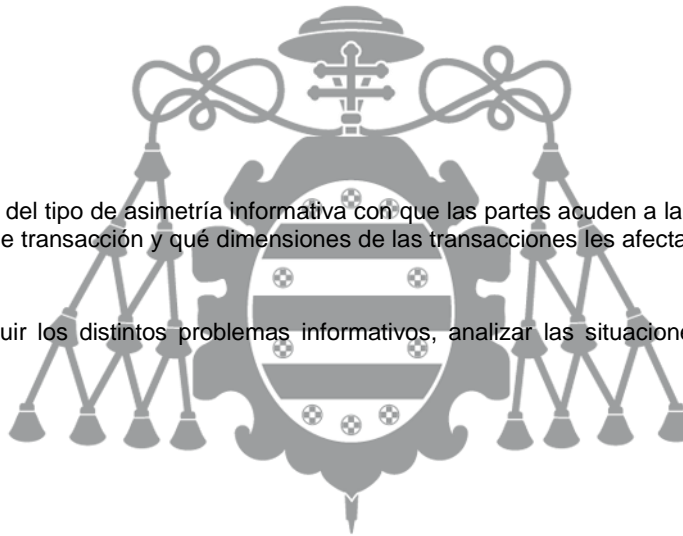 del tipo de asimetría informativa con que las partes acuden a la
e transacción y qué dimensiones de las transacciones les afecta
uir los distintos problemas informativos, analizar las situacione